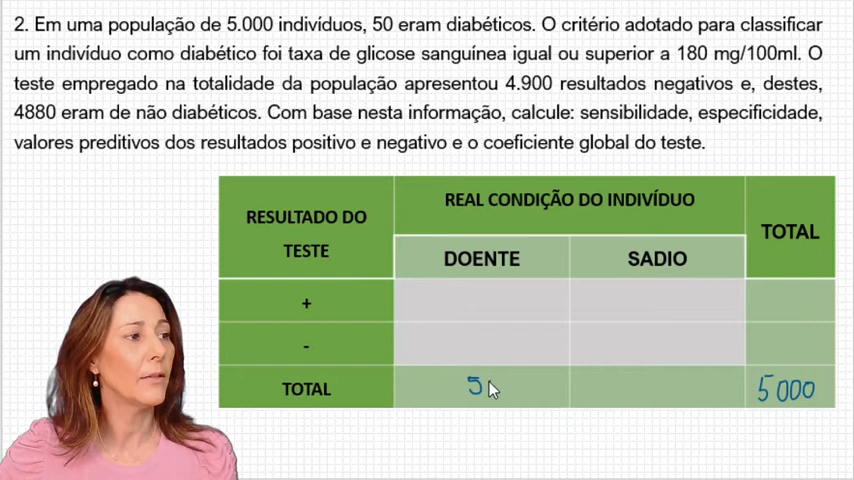 2. Em uma população de 5.000 indivíduos, 50 eram diabéticos. O critério adotado para classificar
um indivíduo como diabético foi taxa de glicose sanguínea igual ou superior a 180 mg/100ml. O
teste empregado na totalidade da população apresentou 4.900 resultados negativos e, destes,
4880 eram de não diabéticos. Com base nesta informação, calcule: sensibilidade, especificidade,
valores preditivos dos resultados positivo e negativo e o coeficiente global do teste.
RESULTADO DO
TESTE
REAL CONDIÇÃO DO INDIVÍDUO
TOTAL
DOENTE
SADIO
+
-
TOTAL
5
5000